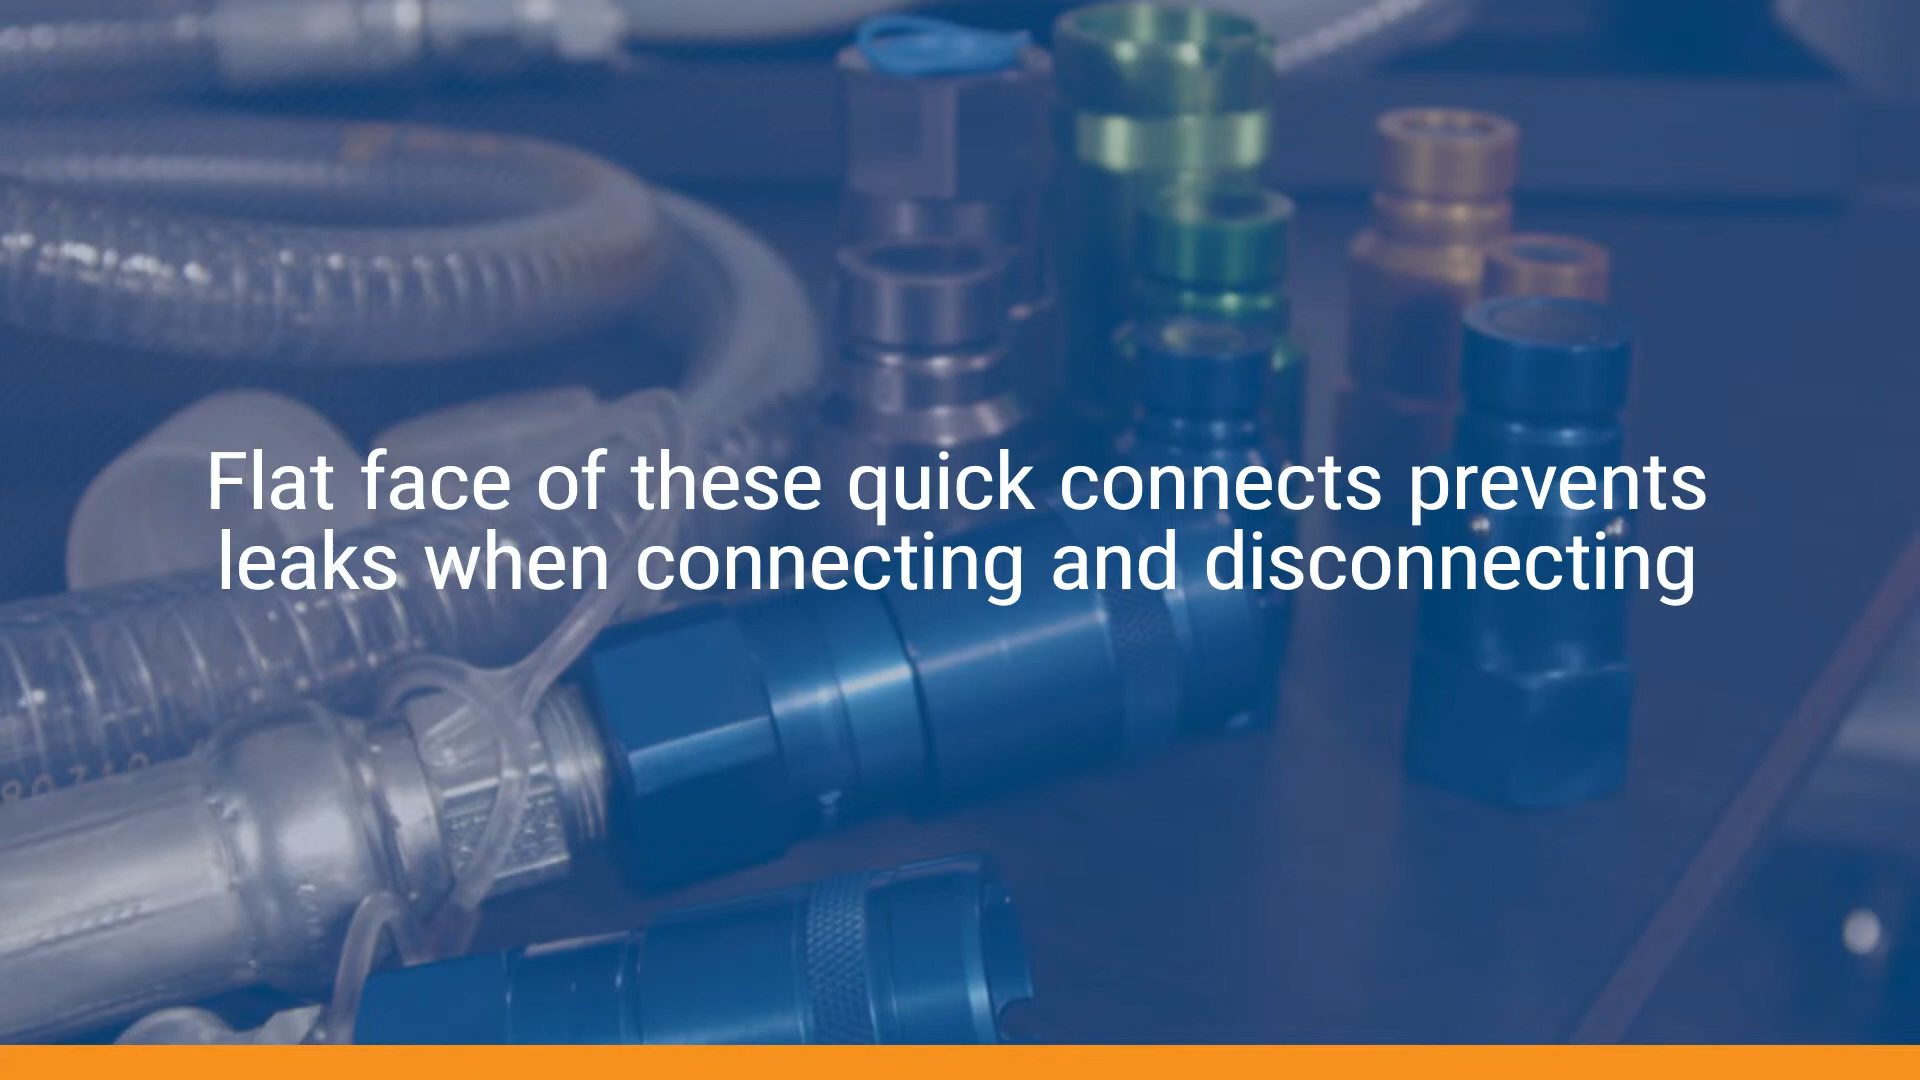 Flat face of these quick connects prevents
leaks when connecting and disconnecting